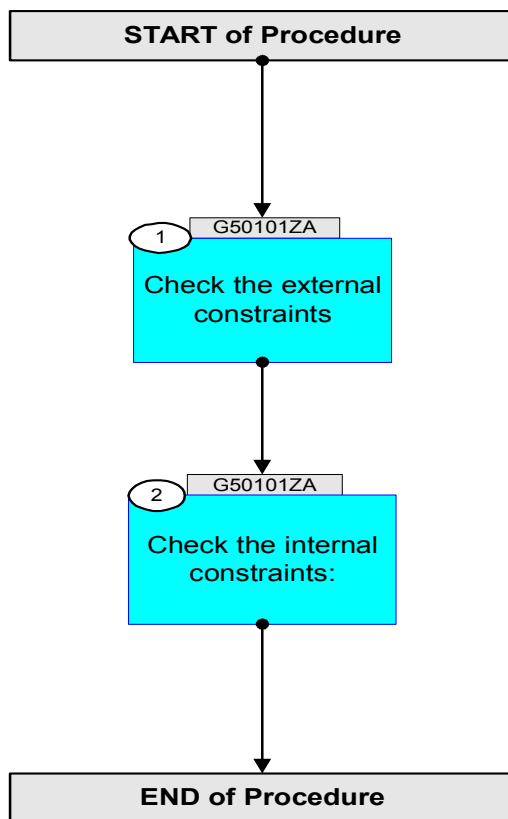 START of Procedure
G50101ZA
1
Check the external
constraints
G50101ZA
2
Check the internal
constraints:
END of Procedure